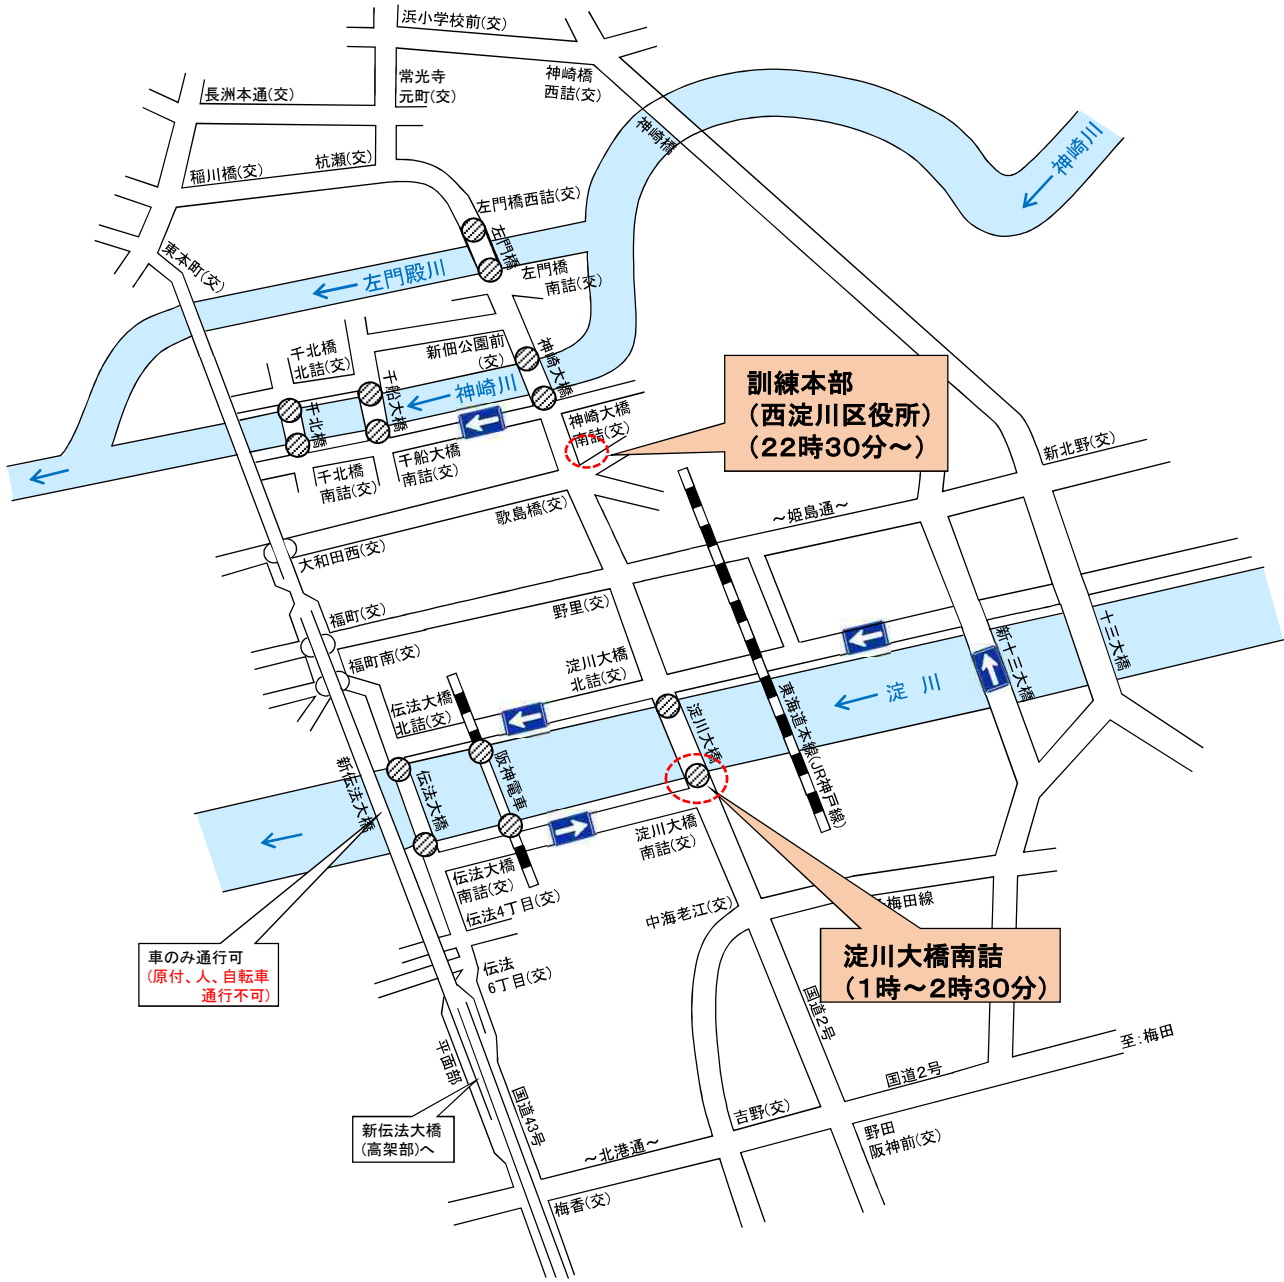 浜小学校前(交)
常光寺
元町(交)
神崎橋
西詰(交)
長洲本通(交)
神崎橋
神崎川
杭瀬(交)
稲川橋(交)
左門橋西詰(交)
左門橋
東本町(交)
左門殿川
左門橋
南詰(交)
千北橋
北詰(交)
新佃公園前
(交)
神崎大橋
千船大橋
神崎川
千北橋
神崎大橋
南詰(交)
訓練本部
(西淀川区役所)
(22時30分～)
千北橋
南詰(交)
千船大橋
南詰(交)
新北野(交)
歌島橋(交)
～姫島通～
大和田西(交)
福町(交)
野里(交)
十三大橋
新十三大橋
福町南(交)
淀川大橋
北詰(交)
伝法大橋
北詰(交)
淀川
東海道本線(JR神戸線)
淀川大橋
新伝法大橋
伝法大橋
阪神電車
淀川大橋
南詰(交)
伝法大橋
南詰(交)
伝法4丁目(交)
中海老江(交)
梅田線
車のみ通行可
(原付、人、自転車
通行不可)
伝法
6丁目(交)
淀川大橋南詰
(1時～2時30分)
国道2号
平面部
国道2号
至:梅田
国道43号
吉野(交)
新伝法大橋
(高架部)へ
野田
阪神前(交)
～北港通～
梅香(交)